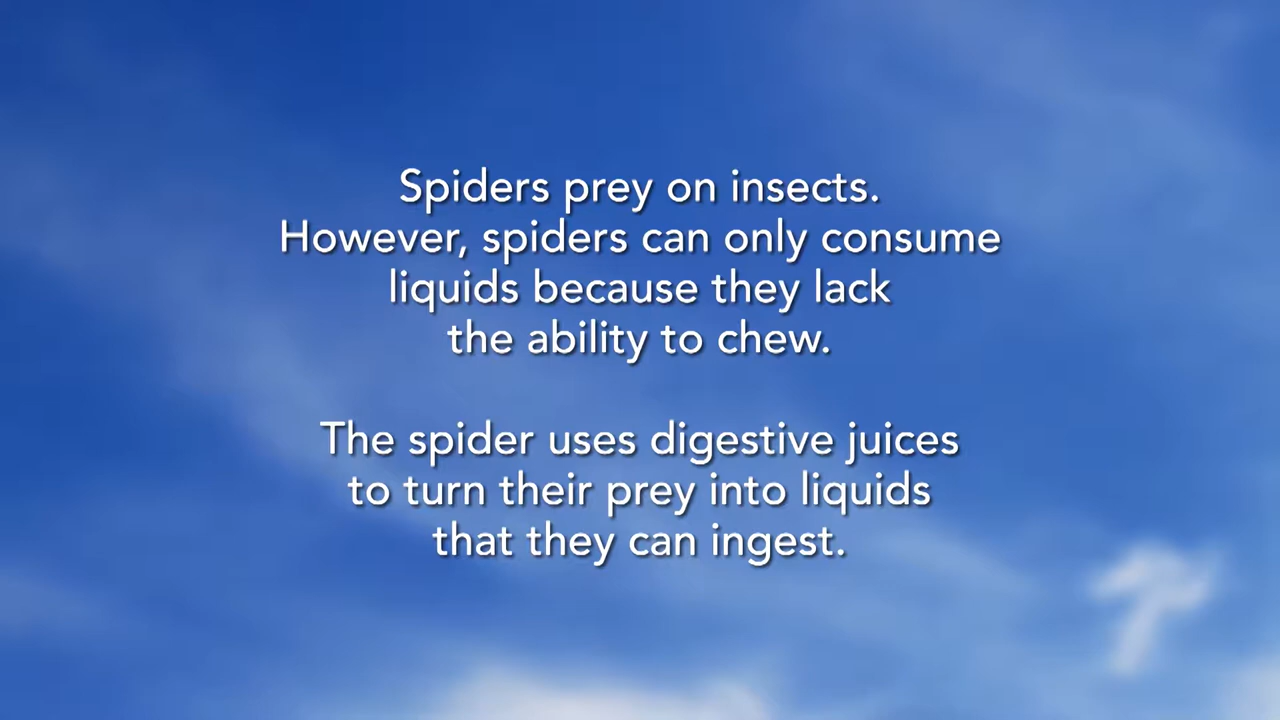 Spiders prey on insects.
However, spiders can only consume
liquids because they lack
the ability to chew.
The spider uses digestive juices
to turn their prey into liquids
that they can ingest.